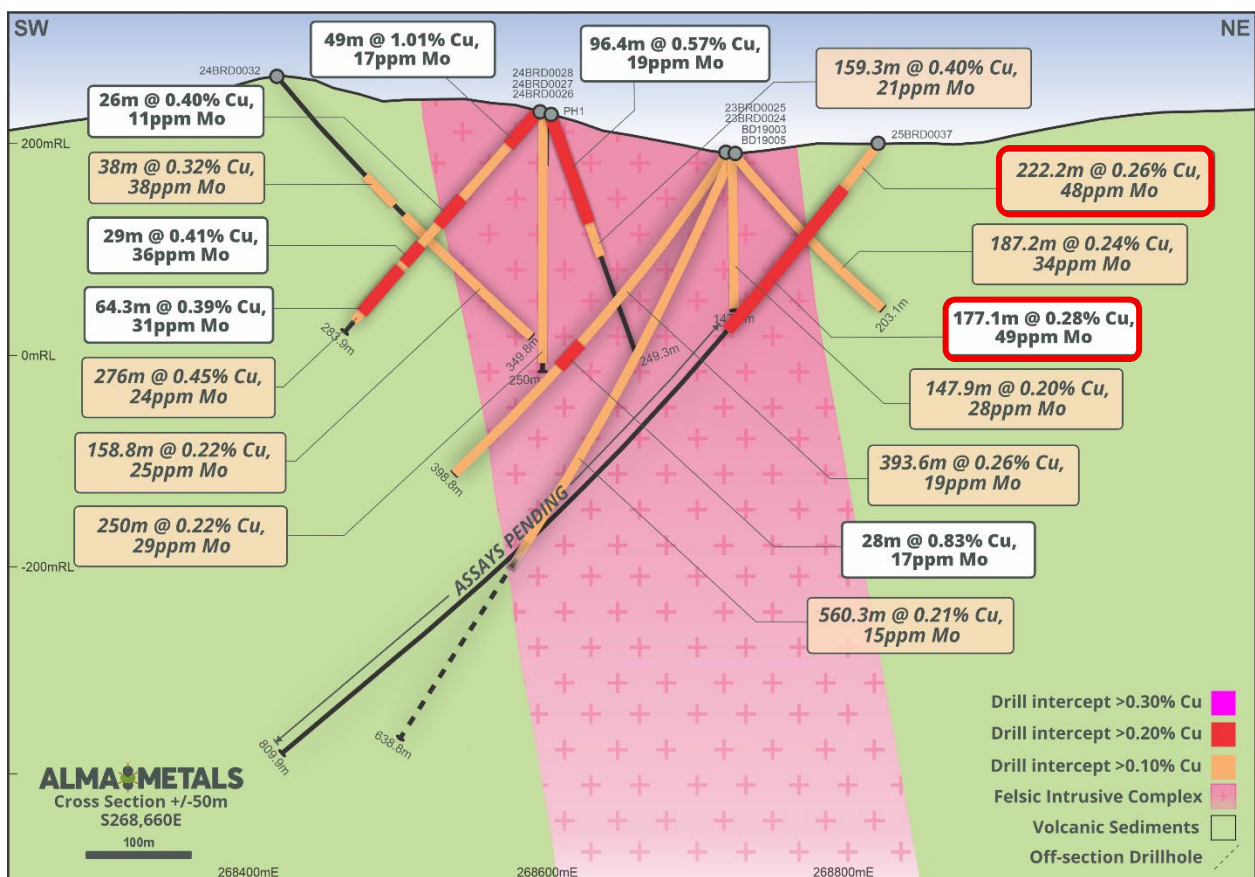 SW
NE
49m @ 1.01% Cu,
17ppm Mo
96.4m @ 0.57% Cu,
19ppm Mo
159.3m @ 0.40% Cu,
21ppm Mo
24BRD0032
24BRD0028
24BRD0027
24BRD0026
PH1
23BRD0025
23BRD0024
BD19003
BD19005
25BRD0037
26m @ 0.40% Cu,
11ppm Mo
200mRL
38m @ 0.32% Cu,
38ppm Mo
222.2m @ 0.26% Cu,
48ppm Mo
29m @ 0.41% Cu,
36ppm Mo
187.2m @ 0.24% Cu,
34ppm Mo
64.3m @ 0.39% Cu,
31ppm Mo
177.1m @ 0.28% Cu,
49ppm Mo
283.9m
349.8m
250m
249.3m
203.1m
0mRL
276m @ 0.45% Cu,
24ppm Mo
147.9m @ 0.20% Cu,
28ppm Mo
158.8m @ 0.22% Cu,
25ppm Mo
393.6m @ 0.26% Cu,
19ppm Mo
398.8m
250m @ 0.22% Cu,
29ppm Mo
28m @ 0.83% Cu,
17ppm Mo
ASSAYS PENDING
-200mRL
560.3m @ 0.21% Cu,
15ppm Mo
638.8m
809.9m
Drill intercept >0.30% Cu
Drill intercept >0.20% Cu
Drill intercept >0.10% Cu
Felsic Intrusive Complex
Volcanic Sediments
Off-section Drillhole
ALMA METALS
Cross Section +/-50m
S268,660E
100m
268400mE
268600mE
268800mE